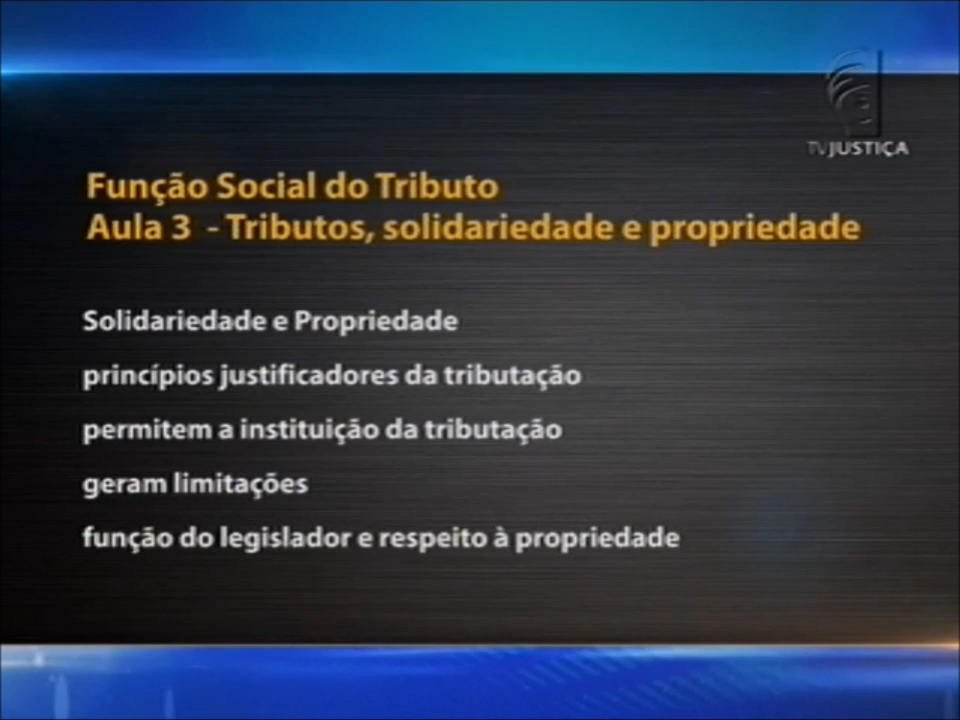 TV JUSTIÇA
Função Social do Tributo
Aula 3 - Tributos, solidariedade e propriedade
Solidariedade e Propriedade
princípios justificadores da tributação
permitem a instituição da tributação
geram limitações
função do legislador e respeito à propriedade